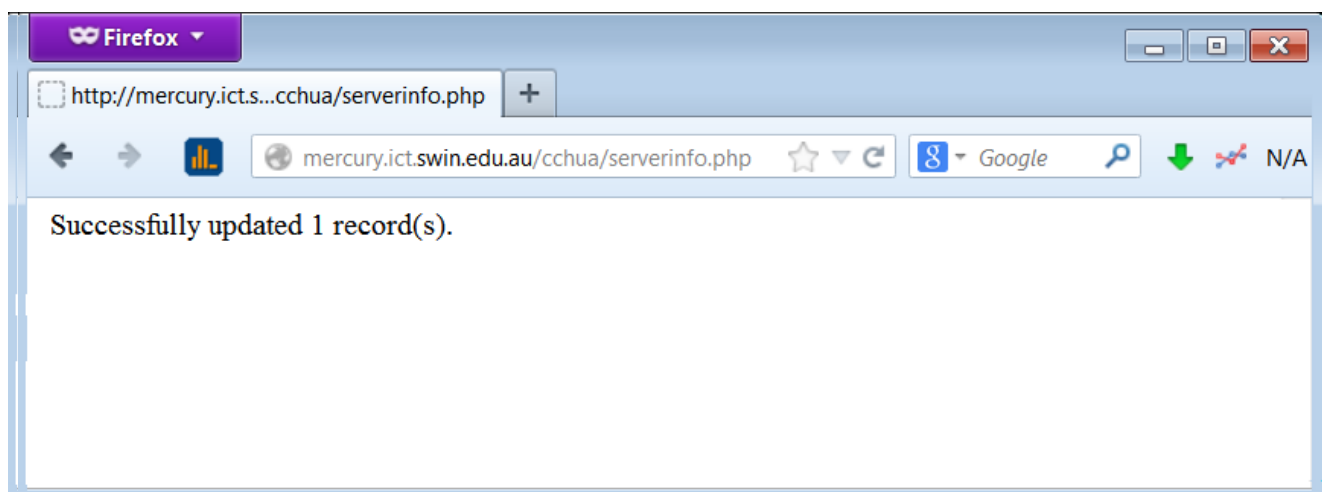 Firefox
http://mercury.ict.s...cchua/serverinfo.php +
mercury.ict.swin.edu.au/cchua/serverinfo.php 8 Google N/A
Successfully updated 1 record(s).